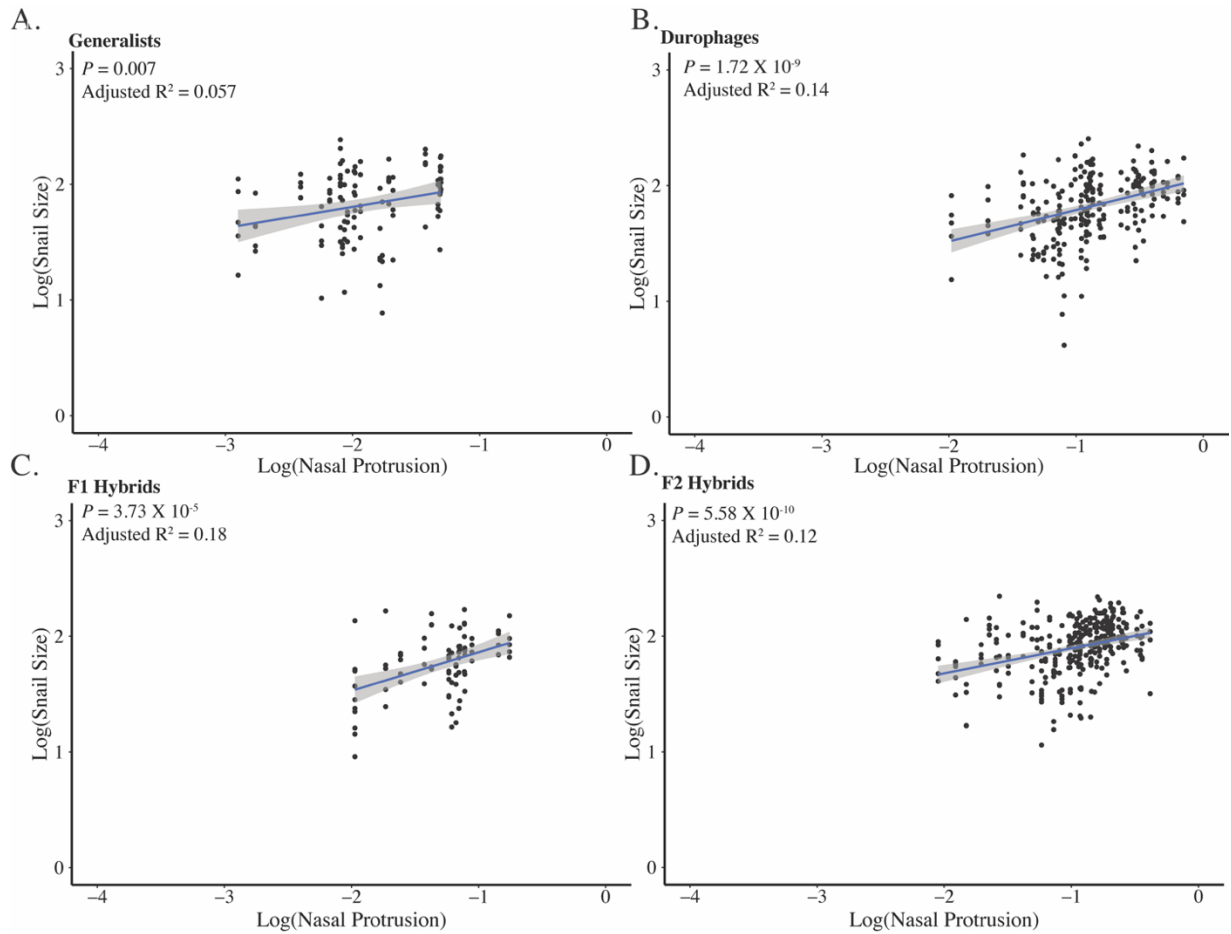 A.
Generalists
P = 0.007
Adjusted R² = 0.057
3
2
1
0
Log(Snail Size)
−4 −3 −2 −1 0
Log(Nasal Protrusion)
B.
Durophages
P = 1.72 X 10⁻⁹
Adjusted R² = 0.14
3
2
1
0
Log(Snail Size)
−4 −3 −2 −1 0
Log(Nasal Protrusion)
C.
F1 Hybrids
P = 3.73 X 10⁻⁵
Adjusted R² = 0.18
3
2
1
0
Log(Snail Size)
−4 −3 −2 −1 0
Log(Nasal Protrusion)
D.
F2 Hybrids
P = 5.58 X 10⁻¹⁰
Adjusted R² = 0.12
3
2
1
0
Log(Snail Size)
−4 −3 −2 −1 0
Log(Nasal Protrusion)